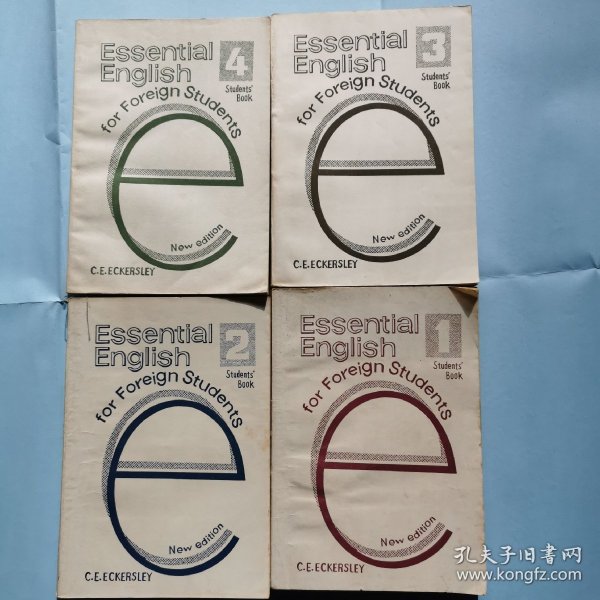 Essential
English
4
Students'
Book
for Foreign Students
New edition
C.E.ECKERSLEY
Essential
English
3
Students'
Book
for Foreign Students
New edition
C.E.ECKERSLEY
Essential
English
2
Students'
Book
for Foreign Students
New edition
C.E.ECKERSLEY
Essential
English
1
Students'
Book
for Foreign Students
New edition
C.E.ECKERSLEY
孔夫子旧书网
www.kongfz.com